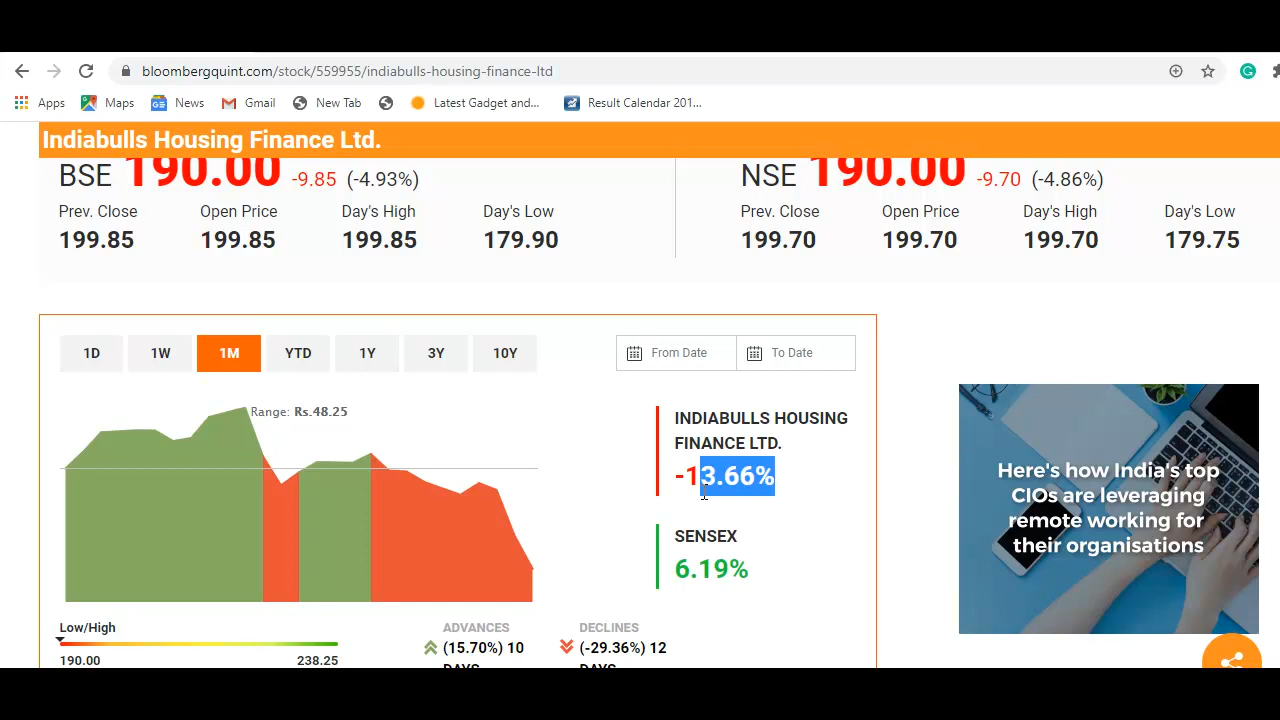 bloombergquint.com/stock/559955/indiabulls-housing-finance-ltd
Apps Maps News Gmail New Tab Latest Gadget and... Result Calendar 201...
Indiabulls Housing Finance Ltd.
BSE 190.00 -9.85 (-4.93%) NSE 190.00 -9.70 (-4.86%)
Prev. Close Open Price Day's High Day's Low Prev. Close Open Price Day's High Day's Low
199.85 199.85 199.85 179.90 199.70 199.70 199.70 179.75
1D 1W 1M YTD 1Y 3Y 10Y From Date To Date
Range: Rs.48.25
INDIABULLS HOUSING
FINANCE LTD.
-13.66%
SENSEX
6.19%
Here's how India's top
CIOs are leveraging
remote working for
their organisations
Low/High
190.00 238.25
ADVANCES DECLINES
(15.70%) 10 (-29.36%) 12
DAYS DAYS